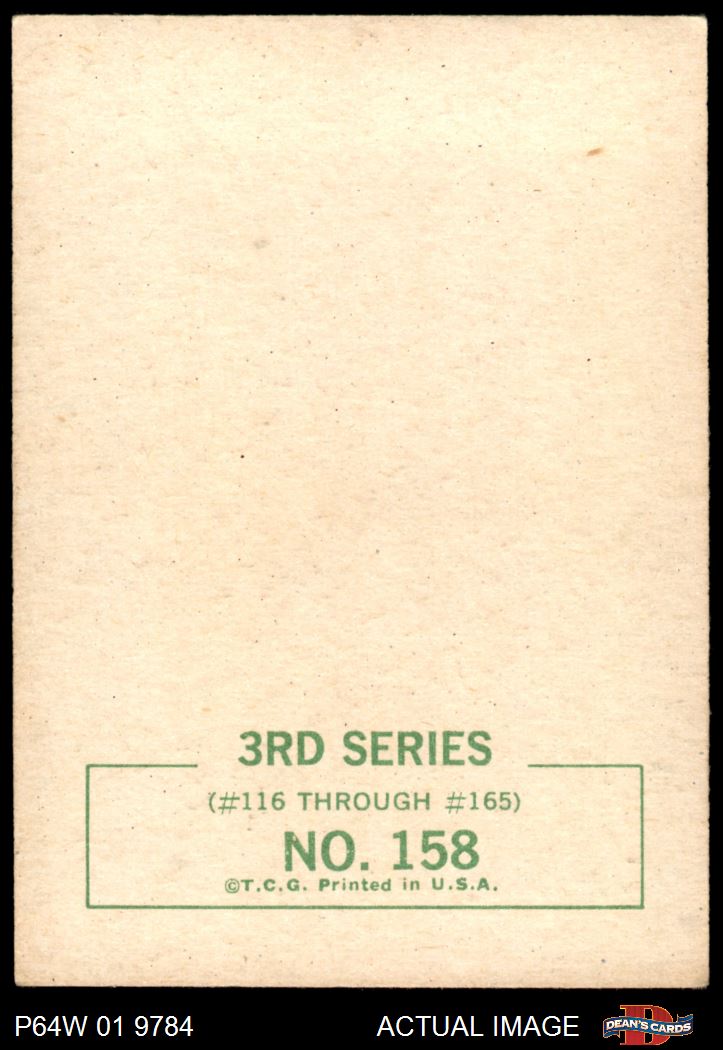 3RD SERIES
(#116 THROUGH #165)
NO. 158
©T.C.G. Printed in U.S.A.
P64W 01 9784
ACTUAL IMAGE
D
DEAN'S CARDS